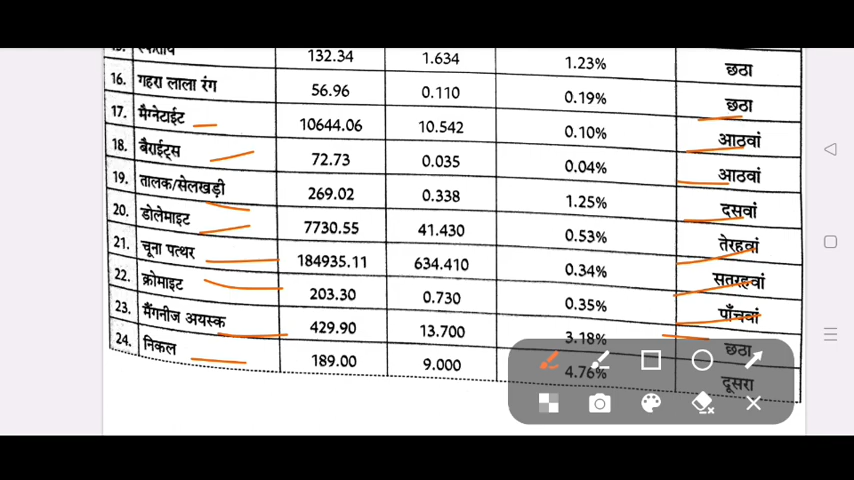 132.34 1.634 1.23% छठा
16. गहरा लाला रंग 56.96 0.110 0.19% छठा
17. मैग्नेटाईट 10644.06 10.542 0.10% आठवां
18. बैराईट्स 72.73 0.035 0.04% आठवां
19. तालक/सेलखड़ी 269.02 0.338 1.25% दसवां
20. डोलेमाइट 7730.55 41.430 0.53% तेरहवां
21. चूना पत्थर 184935.11 634.410 0.34% सतरहवां
22. क्रोमाइट 203.30 0.730 0.35% पाँचवां
23. मैंगनीज अयस्क 429.90 13.700 3.18% छठा
24. निकल 189.00 9.000 4.76% दूसरा